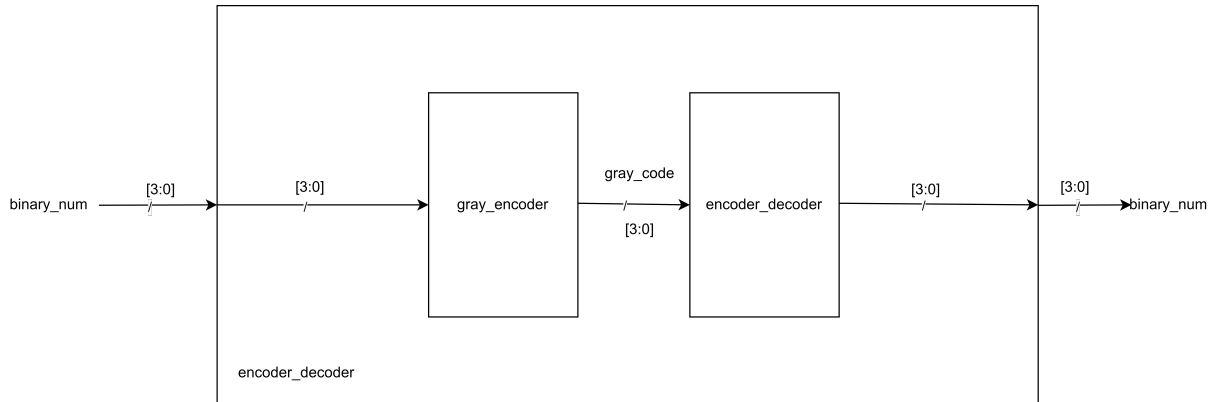 binary_num
[3:0]
[3:0]
gray_encoder
gray_code
[3:0]
encoder_decoder
[3:0]
[3:0]
binary_num
encoder_decoder